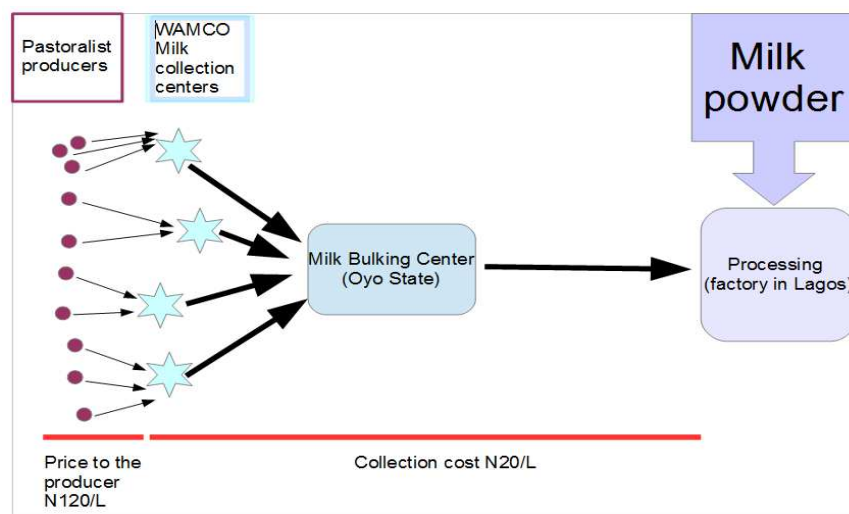 Pastoralist
producers
WAMCO
Milk
collection
centers
Milk
powder
Milk Bulking Center
(Oyo State)
Processing
(factory in Lagos)
Price to the
producer
N120/L
Collection cost N20/L